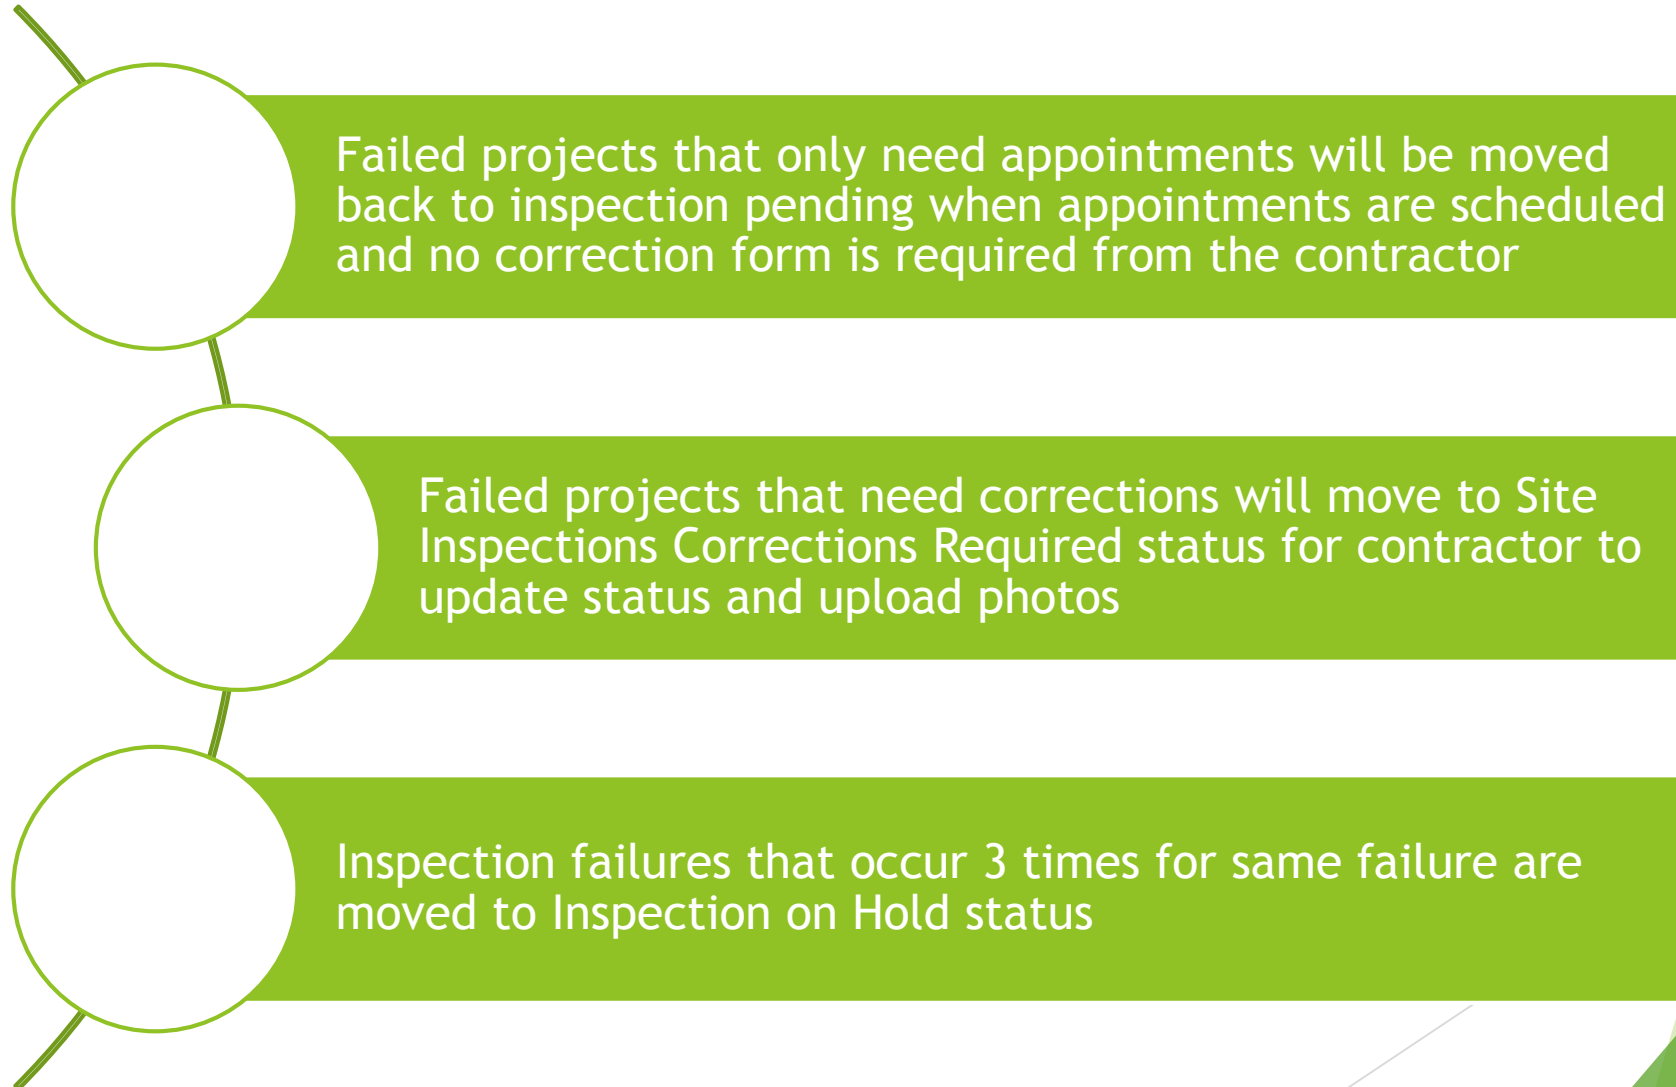 Failed projects that only need appointments will be moved
back to inspection pending when appointments are scheduled
and no correction form is required from the contractor
Failed projects that need corrections will move to Site
Inspections Corrections Required status for contractor to
update status and upload photos
Inspection failures that occur 3 times for same failure are
moved to Inspection on Hold status